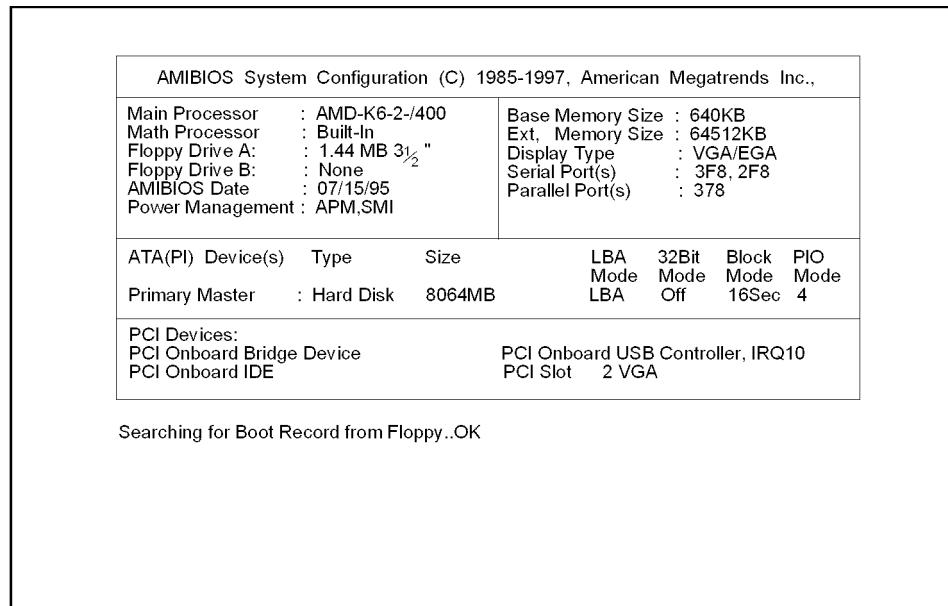 AMIBIOS System Configuration (C) 1985-1997, American Megatrends Inc.,
Main Processor : AMD-K6-2-/400
Math Processor : Built-In
Floppy Drive A: : 1.44 MB 3½ "
Floppy Drive B: : None
AMIBIOS Date : 07/15/95
Power Management : APM,SMI
Base Memory Size : 640KB
Ext, Memory Size : 64512KB
Display Type : VGA/EGA
Serial Port(s) : 3F8, 2F8
Parallel Port(s) : 378
ATA(PI) Device(s) Type Size LBA 32Bit Block PIO
Mode Mode Mode Mode
Primary Master : Hard Disk 8064MB LBA Off 16Sec 4
PCI Devices:
PCI Onboard Bridge Device PCI Onboard USB Controller, IRQ10
PCI Onboard IDE PCI Slot 2 VGA
Searching for Boot Record from Floppy..OK